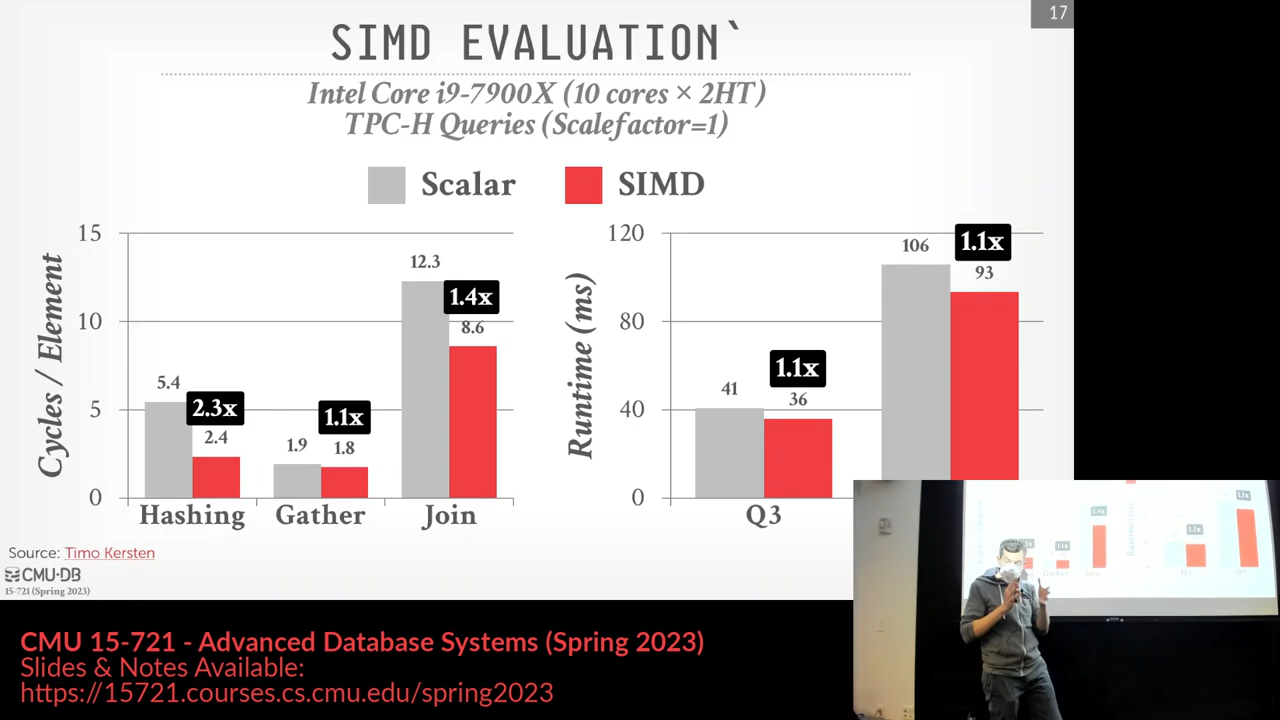 17
SIMD EVALUATION`
Intel Core i9-7900X (10 cores × 2HT)
TPC-H Queries (Scalefactor=1)
Scalar
SIMD
Cycles / Element
15
10
5
0
5.4
2.3x
2.4
1.9
1.1x
1.8
12.3
1.4x
8.6
Hashing
Gather
Join
Runtime (ms)
120
80
40
0
41
1.1x
36
106
1.1x
93
Q3
Source: Timo Kersten
CMU·DB
15-721 (Spring 2023)
CMU 15-721 - Advanced Database Systems (Spring 2023)
Slides & Notes Available:
https://15721.courses.cs.cmu.edu/spring2023